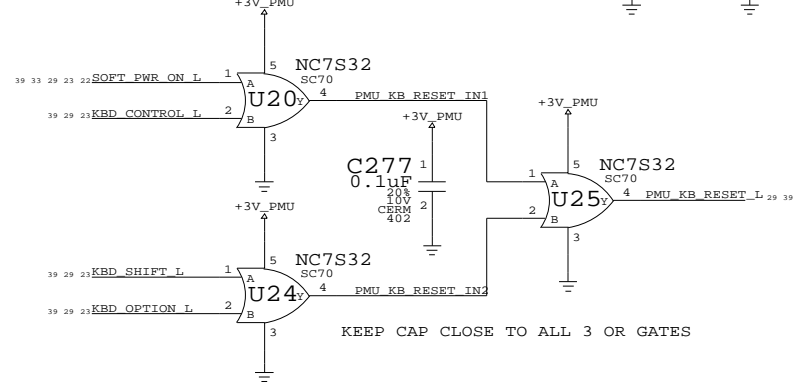 +3V_PMU
5 NC7S32
SC70
39 33 29 23 22 SOFT_PWR_ON_L 1 A
U20 Y 4 PMU_KB_RESET_IN1
39 29 23 KBD_CONTROL_L 2 B
3
+3V_PMU
C277 1
0.1uF
20%
10V
CERM 2
402
+3V_PMU
5 NC7S32
SC70
1 A
U25 Y 4 PMU_KB_RESET_L 29 39
2 B
3
+3V_PMU
5 NC7S32
SC70
39 29 23 KBD_SHIFT_L 1 A
U24 Y 4 PMU_KB_RESET_IN2
39 29 23 KBD_OPTION_L 2 B
3
KEEP CAP CLOSE TO ALL 3 OR GATES